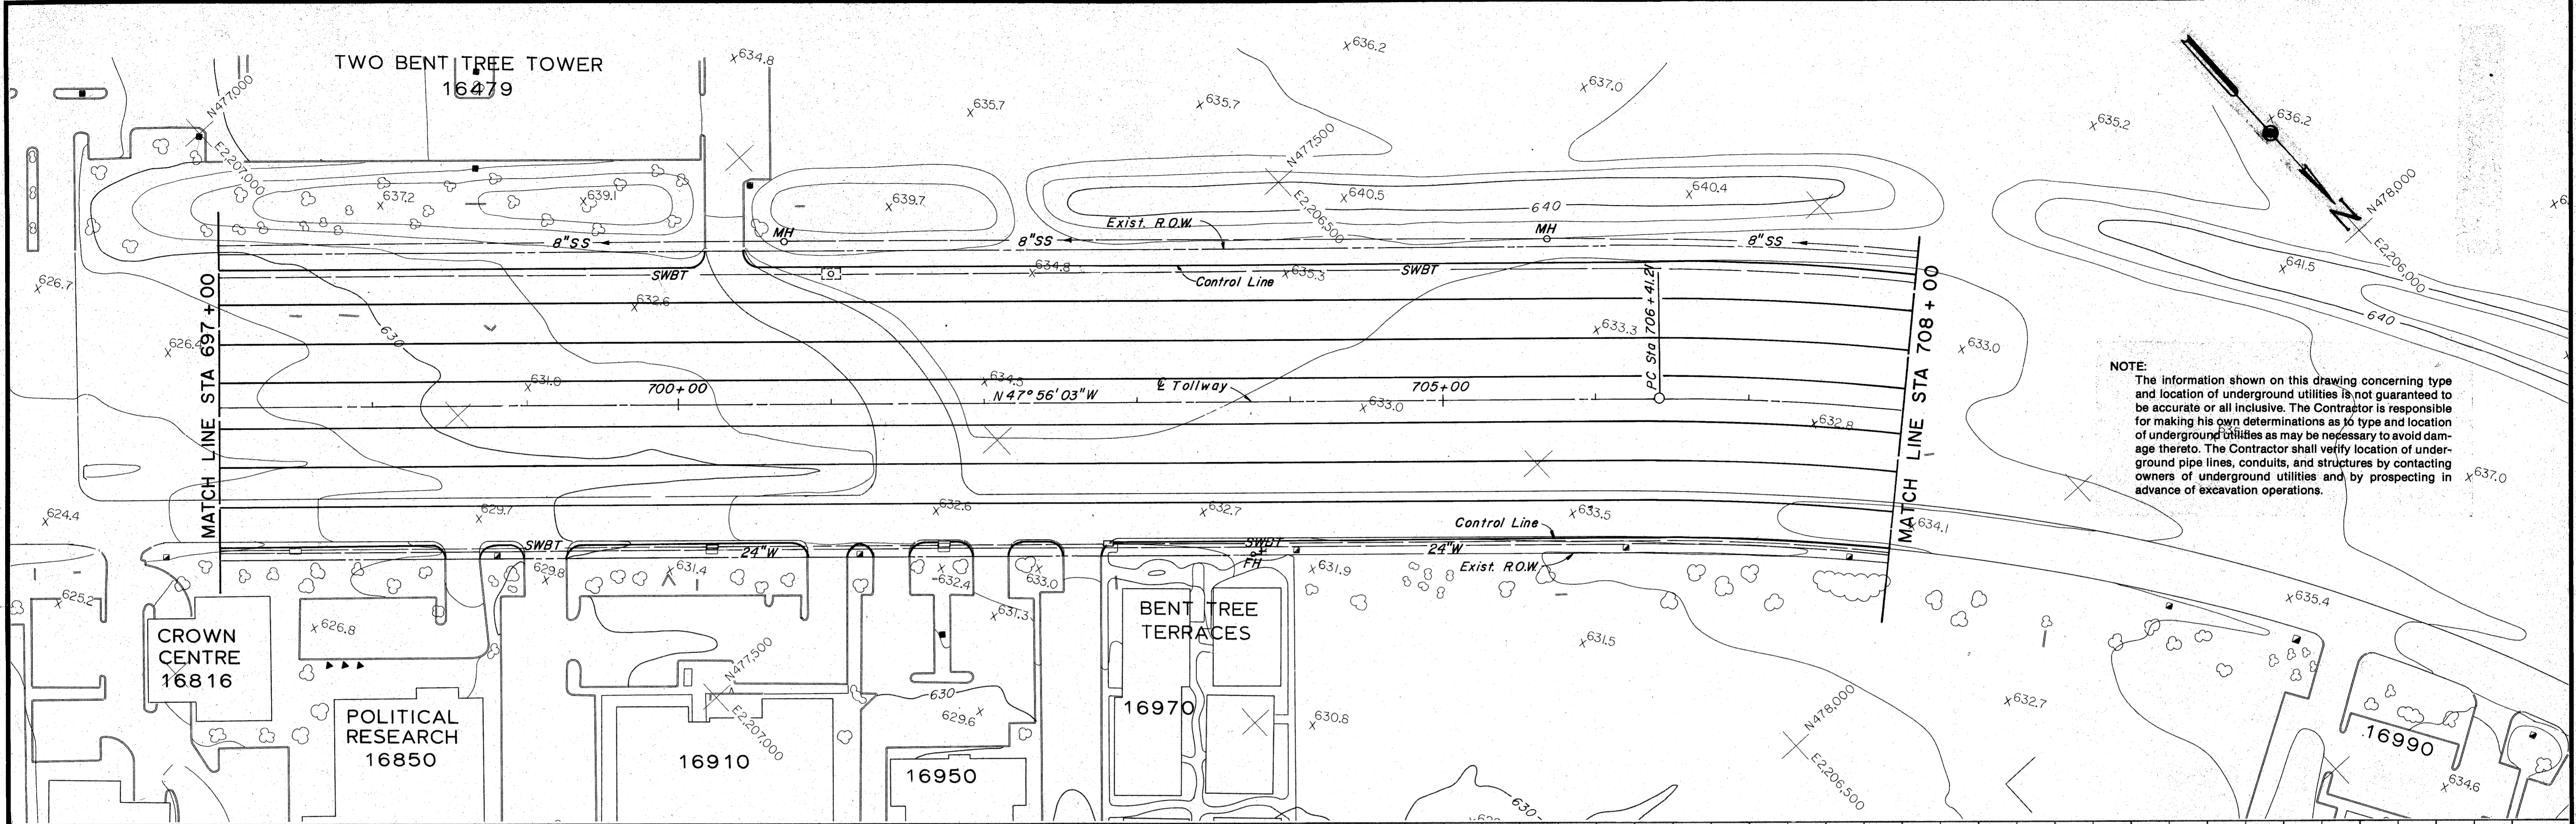 TWO BENT TREE TOWER
16479
N477,000
E2,207,000
634.8
635.7
635.7
636.2
637.0
635.2
636.2
N
N478,000
E2,206,000
N477,500
E2,206,500
637.2
639.1
639.7
640.5
640.4
640
641.5
640
8"SS
MH
8"SS
Exist. R.O.W.
MH
8"SS
SWBT
634.8
635.3
SWBT
Control Line
626.7
632.6
630
626.4
633.3
PC Sta 706+41.21
633.0
MATCH LINE STA 697+00
MATCH LINE STA 708+00
631.0
700+00
634.5
N 47° 56' 03" W
℄ Tollway
633.0
705+00
632.8
NOTE:
The information shown on this drawing concerning type
and location of underground utilities is not guaranteed to
be accurate or all inclusive. The Contractor is responsible
for making his own determinations as to type and location
of underground utilities as may be necessary to avoid dam-
age thereto. The Contractor shall verify location of under-
ground pipe lines, conduits, and structures by contacting
owners of underground utilities and by prospecting in
advance of excavation operations.
637.0
624.4
629.7
632.6
632.7
633.5
Control Line
634.1
SWBT
24"W
SWBT
FH
24"W
Exist. R.O.W.
629.8
631.4
632.4
633.0
631.9
625.2
626.8
631.3
631.5
635.4
CROWN
CENTRE
16816
BENT TREE
TERRACES
16970
POLITICAL
RESEARCH
16850
N477,500
E2,207,000
16910
630
629.6
16950
630.8
N478,000
E2,206,500
632.7
16990
634.6
630